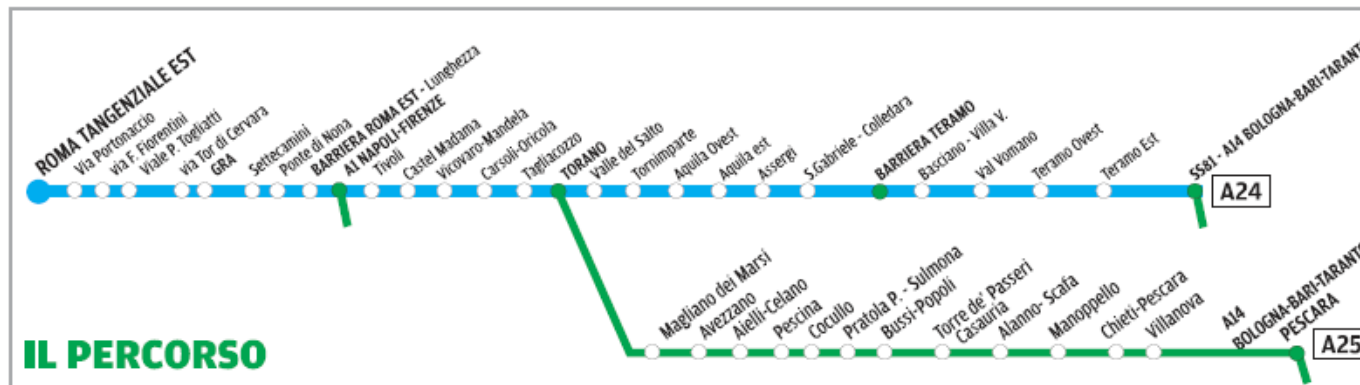 ROMA TANGENZIALE EST
Via Portonaccio
via F. Fiorentini
Viale P. Togliatti
via Tor di Cervara
GRA
Settecamini
Ponte di Nona
BARRIERA ROMA EST - Lunghezza
A1 NAPOLI-FIRENZE
Tivoli
Castel Madama
Vicovaro-Mandela
Carsoli-Oricola
Tagliacozzo
TORANO
Valle del Salto
Tornimparte
Aquila Ovest
Aquila est
Assergi
S.Gabriele - Colledara
BARRIERA TERAMO
Basciano - Villa V.
Val Vomano
Teramo Ovest
Teramo Est
SS81 - A14 BOLOGNA-BARI-TARANT
A24
Magliano dei Marsi
Avezzano
Aielli-Celano
Pescina
Cocullo
Pratola P. - Sulmona
Bussi-Popoli
Torre de' Passeri
Casauria
Alanno- Scafa
Manoppello
Chieti-Pescara
Villanova
A14
BOLOGNA-BARI-TARANT
PESCARA
A25
IL PERCORSO